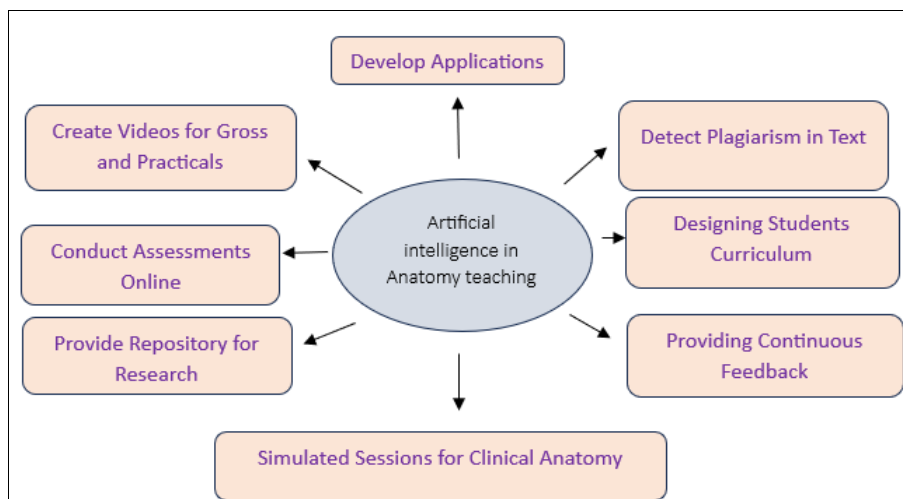 Develop Applications
Create Videos for Gross
and Practicals
Detect Plagiarism in Text
Artificial
intelligence in
Anatomy teaching
Conduct Assessments
Online
Designing Students
Curriculum
Provide Repository for
Research
Providing Continuous
Feedback
Simulated Sessions for Clinical Anatomy